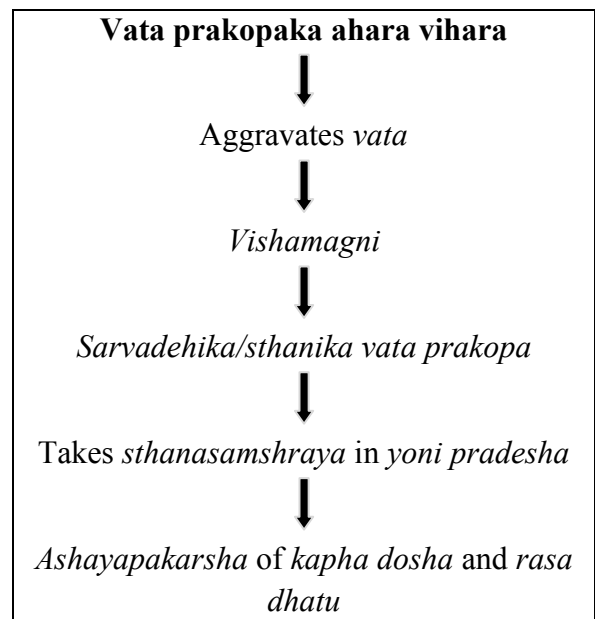 Vata prakopaka ahara vihara
Aggravates vata
Vishamagni
Sarvadehika/sthanika vata prakopa
Takes sthanasamshraya in yoni pradesha
Ashayapakarsha of kapha dosha and rasa
dhatu